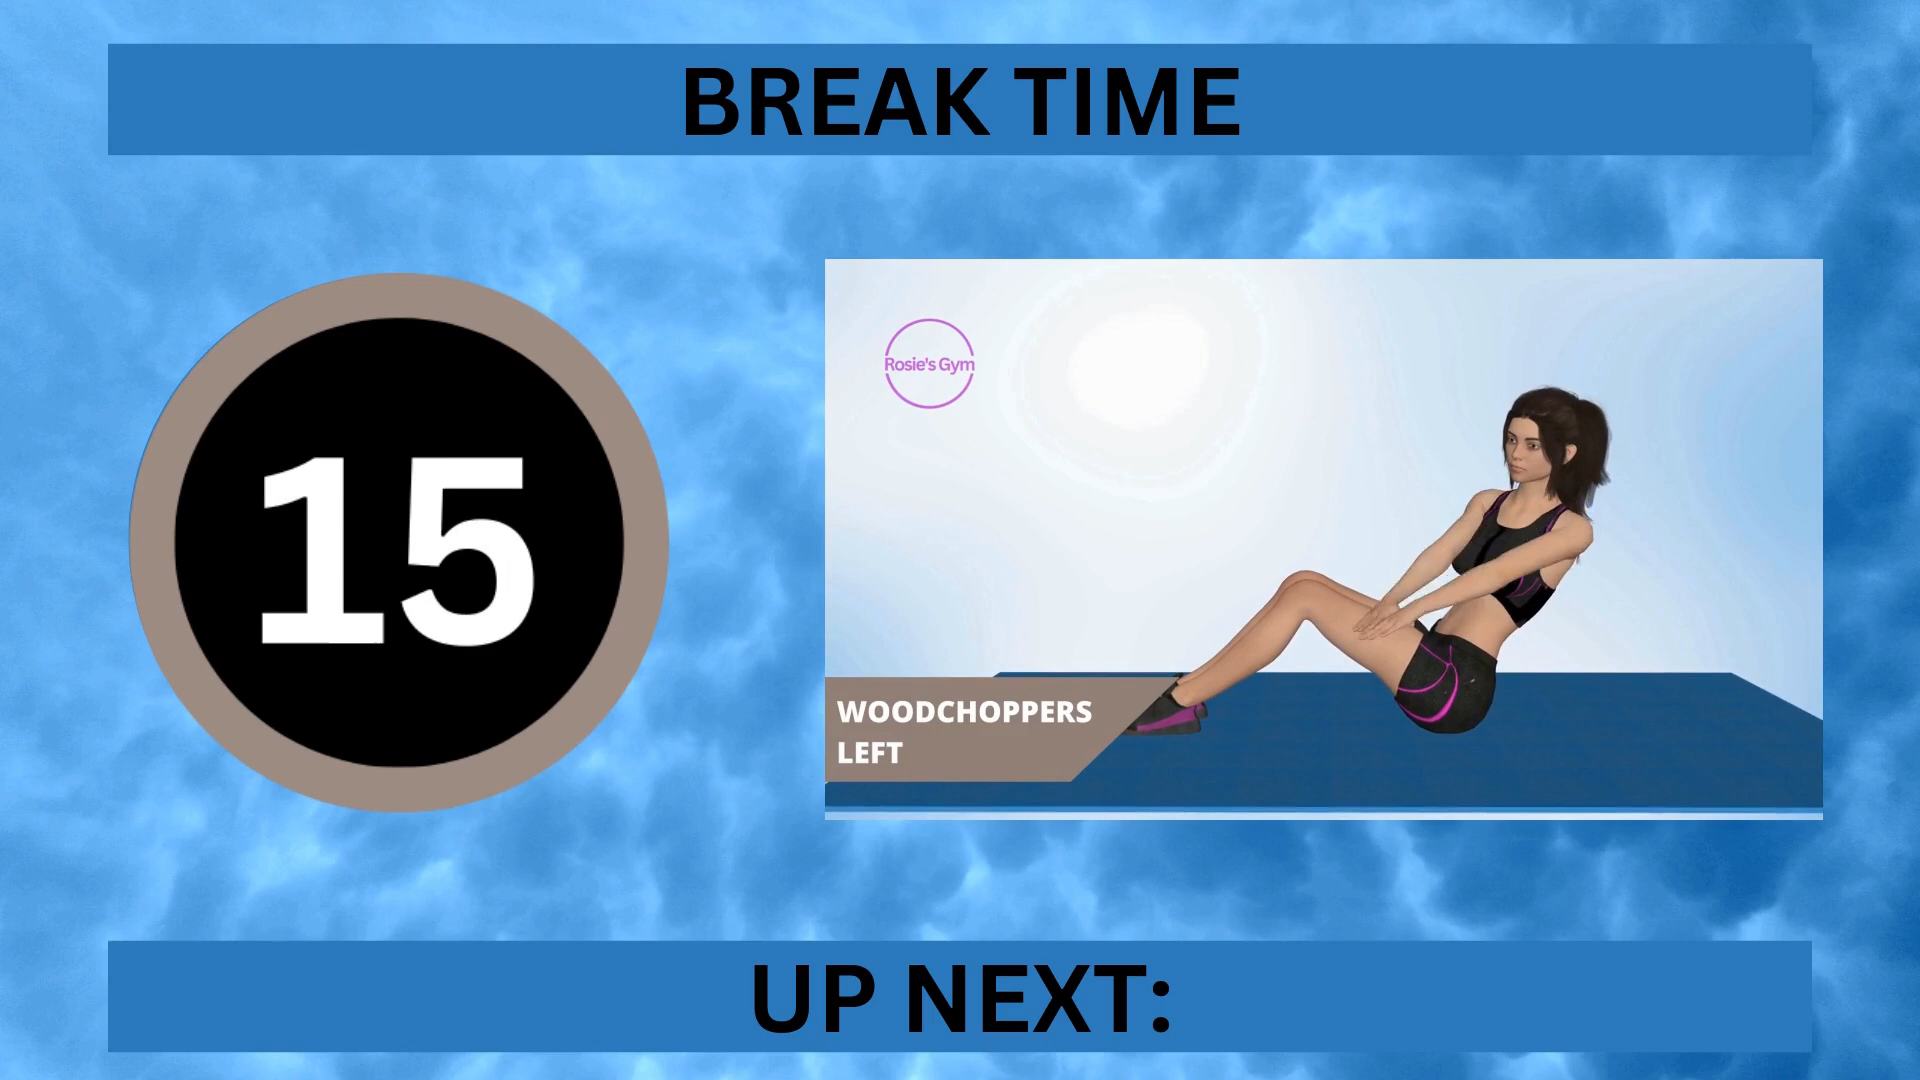 BREAK TIME
15
Rosie's Gym
WOODCHOPPERS
LEFT
UP NEXT: